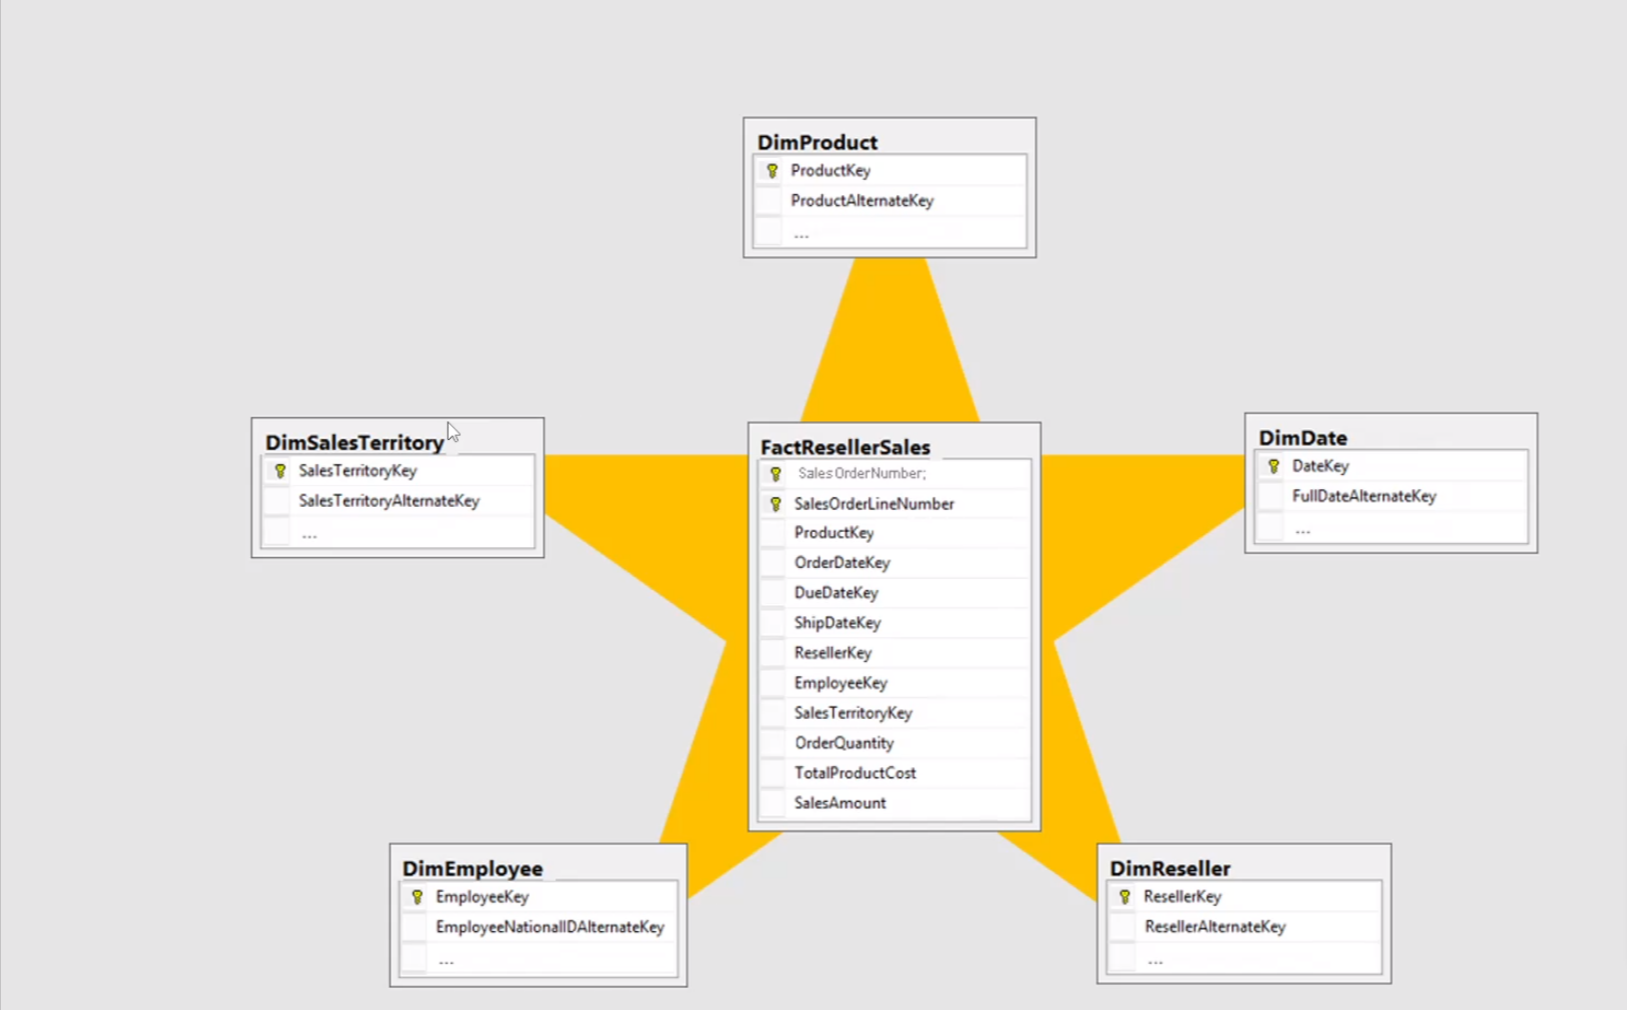 DimProduct
ProductKey
ProductAlternateKey
...
DimSalesTerritory
SalesTerritoryKey
SalesTerritoryAlternateKey
...
FactResellerSales
SalesOrderNumber;
SalesOrderLineNumber
ProductKey
OrderDateKey
DueDateKey
ShipDateKey
ResellerKey
EmployeeKey
SalesTerritoryKey
OrderQuantity
TotalProductCost
SalesAmount
DimDate
DateKey
FullDateAlternateKey
...
DimEmployee
EmployeeKey
EmployeeNationalIDAlternateKey
...
DimReseller
ResellerKey
ResellerAlternateKey
...